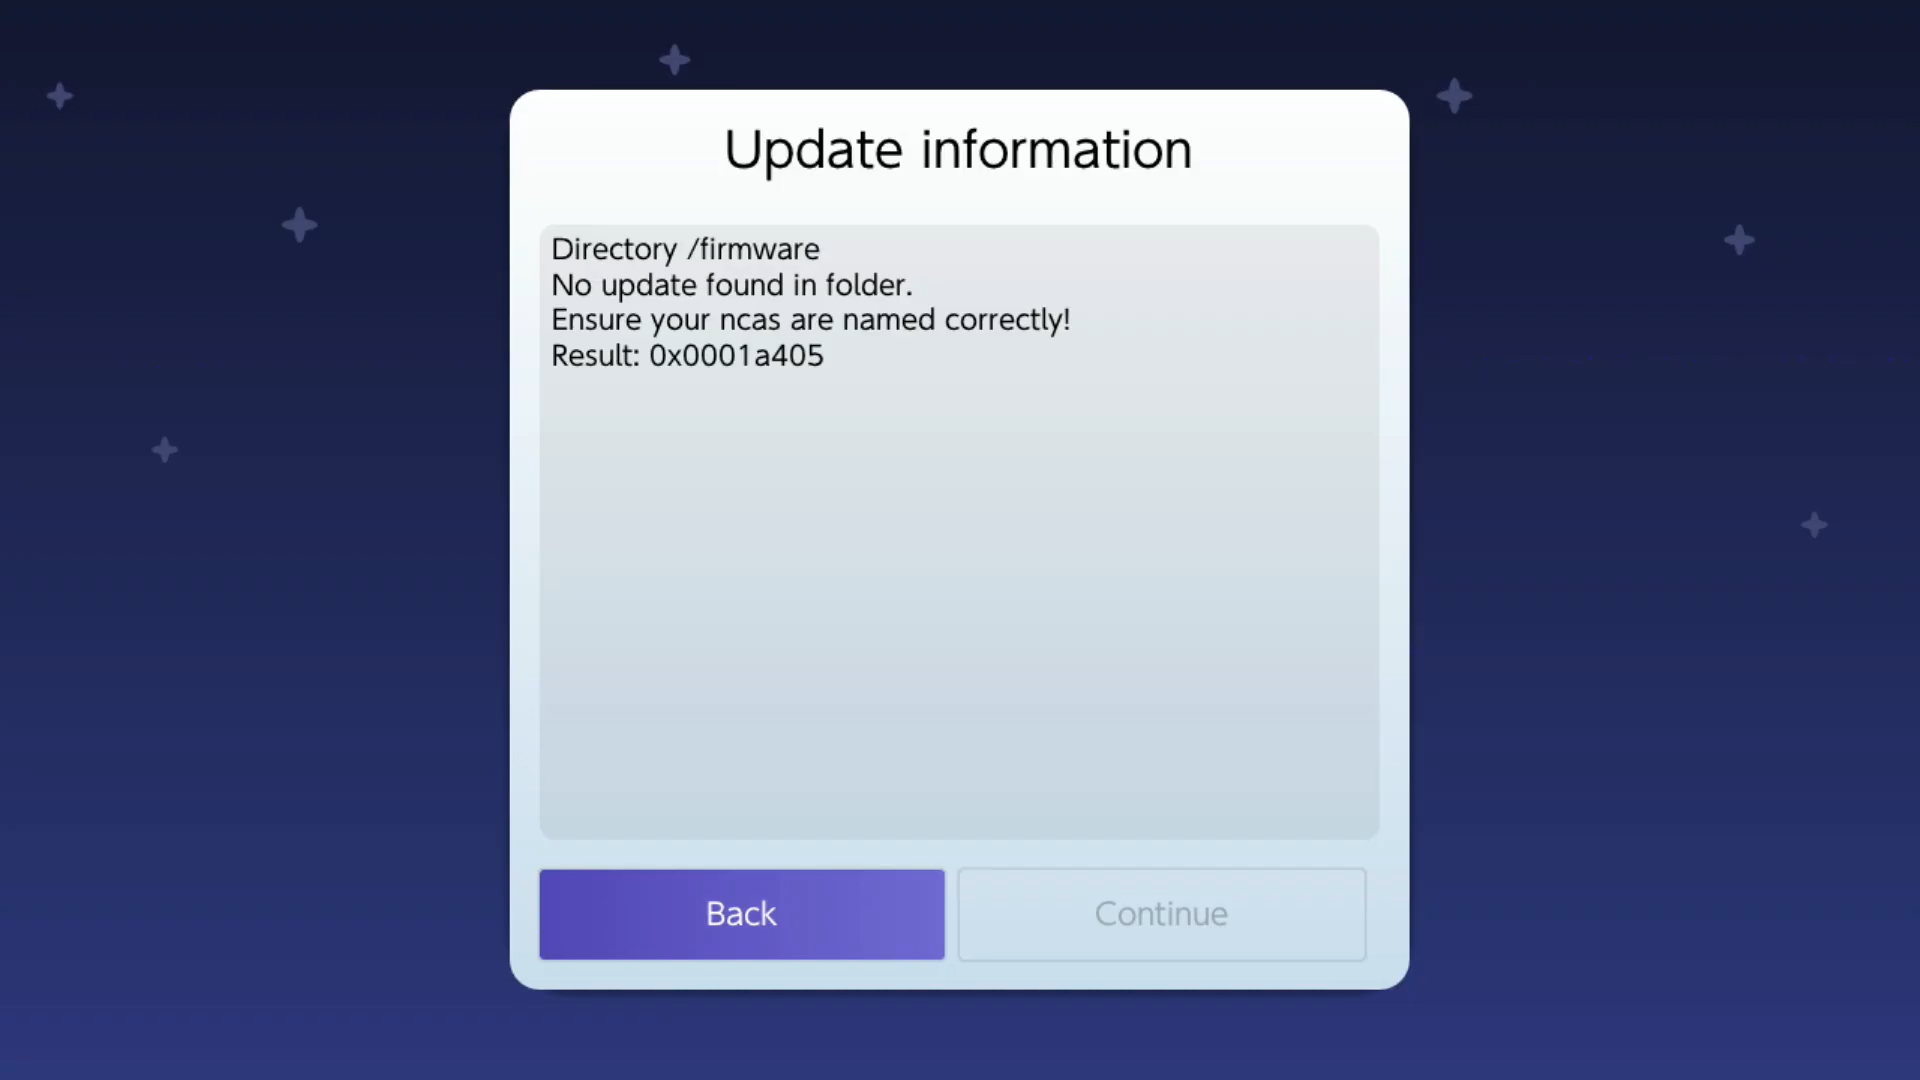 Update information
Directory /firmware
No update found in folder.
Ensure your ncas are named correctly!
Result: 0x0001a405
Back
Continue